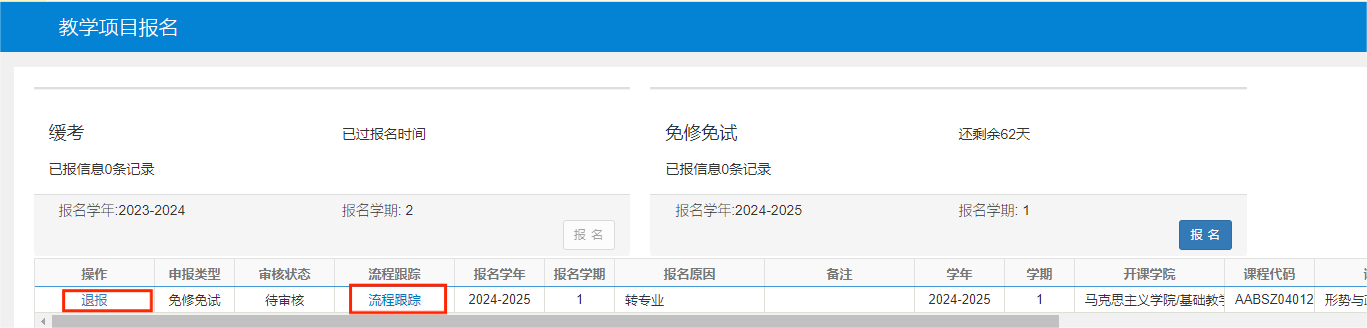 教学项目报名
缓考 已过报名时间
已报信息0条记录
报名学年:2023-2024 报名学期: 2
报 名
免修免试 还剩余62天
已报信息0条记录
报名学年:2024-2025 报名学期: 1
报 名
操作 申报类型 审核状态 流程跟踪 报名学年 报名学期 报名原因 备注 学年 学期 开课学院 课程代码
退报 免修免试 待审核 流程跟踪 2024-2025 1 转专业 2024-2025 1 马克思主义学院/基础教学 AABSZ04012 形势与